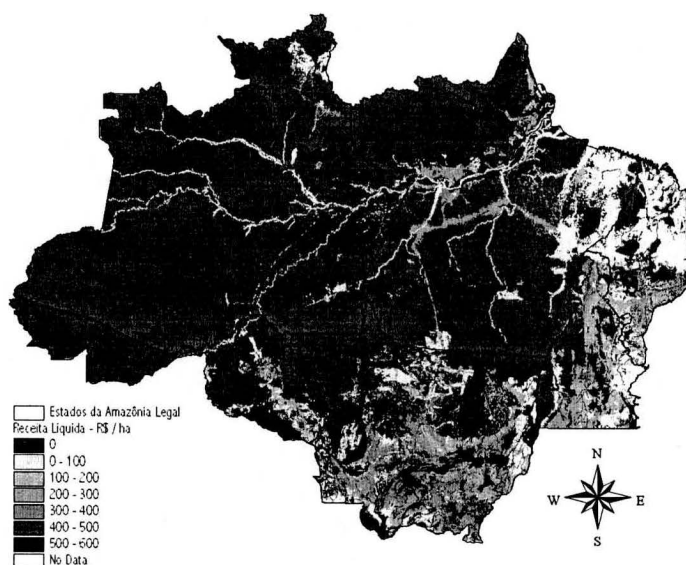 Estados da Amazônia Legal
Receita Líquida - R$ / ha
0
0 - 100
100 - 200
200 - 300
300 - 400
400 - 500
500 - 600
No Data
N
W E
S